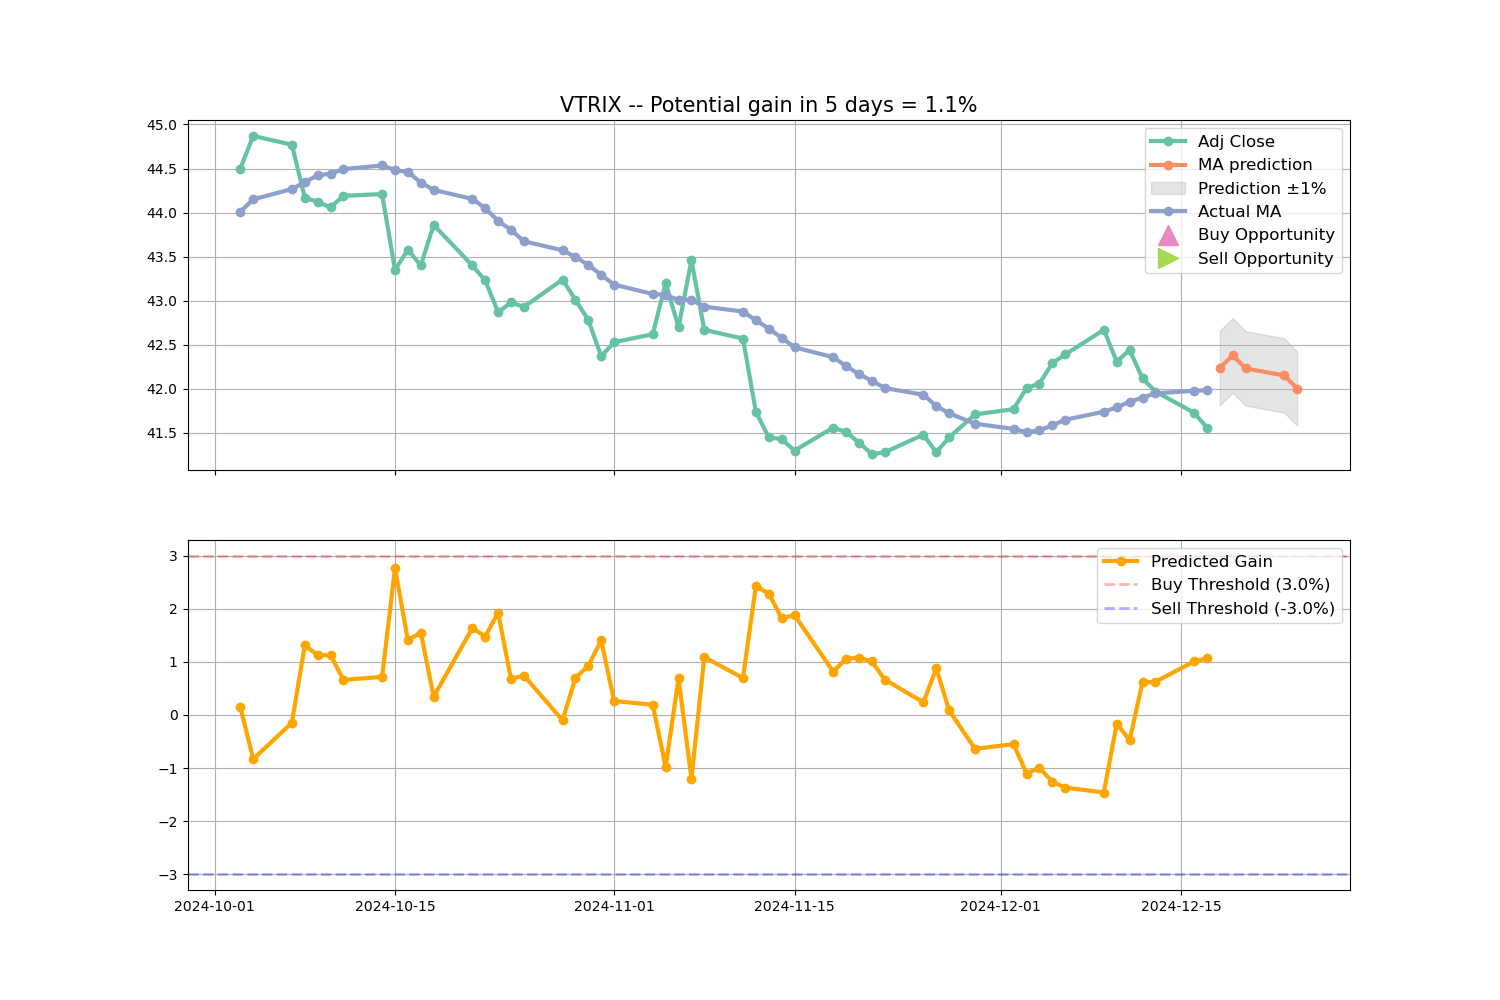 VTRIX -- Potential gain in 5 days = 1.1%
45.0
44.5
44.0
43.5
43.0
42.5
42.0
41.5
Adj Close
MA prediction
Prediction ±1%
Actual MA
Buy Opportunity
Sell Opportunity
3
2
1
0
−1
−2
−3
Predicted Gain
Buy Threshold (3.0%)
Sell Threshold (-3.0%)
2024-10-01
2024-10-15
2024-11-01
2024-11-15
2024-12-01
2024-12-15